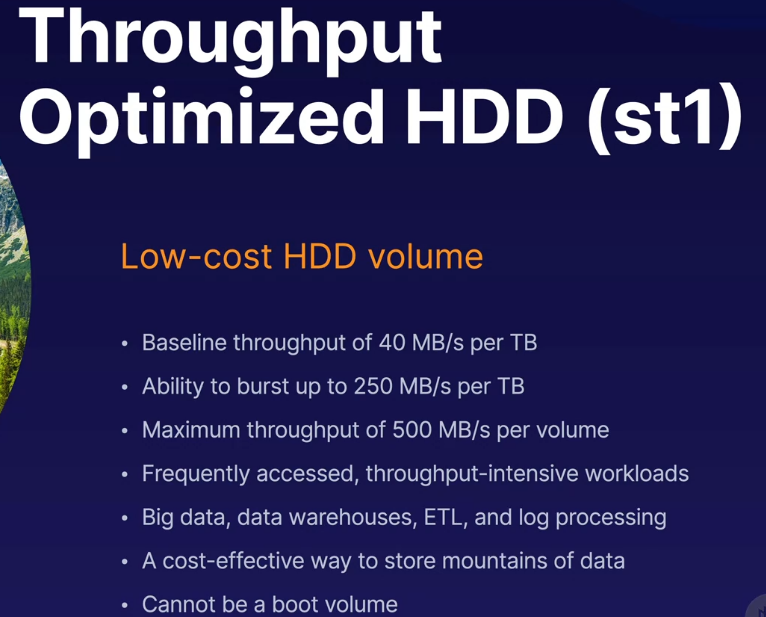 Throughput
Optimized HDD (st1)
Low-cost HDD volume
• Baseline throughput of 40 MB/s per TB
• Ability to burst up to 250 MB/s per TB
• Maximum throughput of 500 MB/s per volume
• Frequently accessed, throughput-intensive workloads
• Big data, data warehouses, ETL, and log processing
• A cost-effective way to store mountains of data
• Cannot be a boot volume